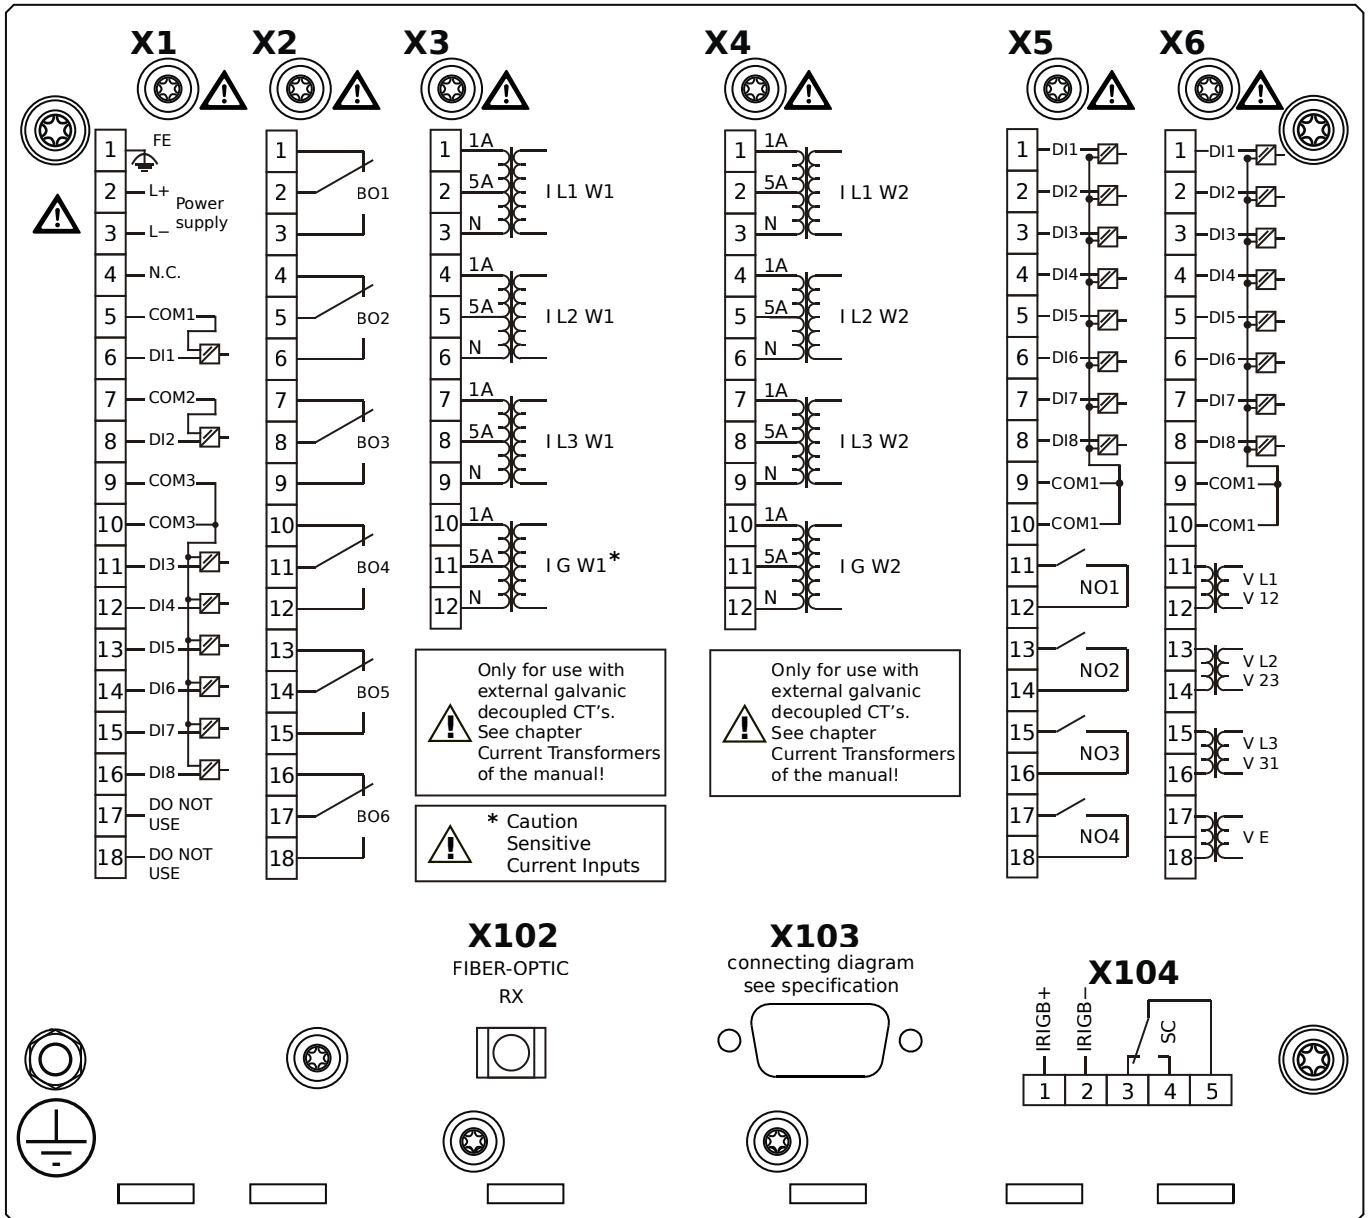 X1
X2
X3
X4
X5
X6
1 FE
2 L+
Power
supply
3 L−
4 N.C.
5 COM1
6 DI1
7 COM2
8 DI2
9 COM3
10 COM3
11 DI3
12 DI4
13 DI5
14 DI6
15 DI7
16 DI8
17 DO NOT
USE
18 DO NOT
USE
1
2 BO1
3
4
5 BO2
6
7
8 BO3
9
10
11 BO4
12
13
14 BO5
15
16
17 BO6
18
1 1A
2 5A I L1 W1
3 N
4 1A
5 5A I L2 W1
6 N
7 1A
8 5A I L3 W1
9 N
10 1A
11 5A I G W1*
12 N
Only for use with
external galvanic
decoupled CT's.
See chapter
Current Transformers
of the manual!
* Caution
Sensitive
Current Inputs
1 1A
2 5A I L1 W2
3 N
4 1A
5 5A I L2 W2
6 N
7 1A
8 5A I L3 W2
9 N
10 1A
11 5A I G W2
12 N
Only for use with
external galvanic
decoupled CT's.
See chapter
Current Transformers
of the manual!
1 DI1
2 DI2
3 DI3
4 DI4
5 DI5
6 DI6
7 DI7
8 DI8
9 COM1
10 COM1
11
NO1
12
13
NO2
14
15
NO3
16
17
NO4
18
1 DI1
2 DI2
3 DI3
4 DI4
5 DI5
6 DI6
7 DI7
8 DI8
9 COM1
10 COM1
11 V L1
12 V 12
13 V L2
14 V 23
15 V L3
16 V 31
17
V E
18
X102
FIBER-OPTIC
RX
X103
connecting diagram
see specification
X104
IRIGB+
IRIGB−
SC
1 2 3 4 5